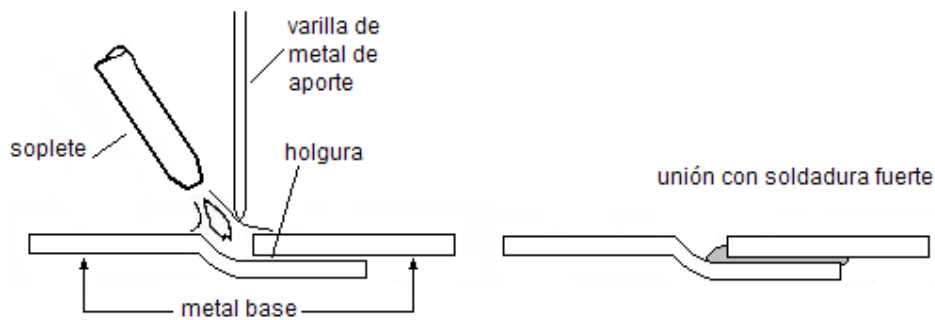 varilla de
metal de
aporte
soplete
holgura
unión con soldadura fuerte
metal base